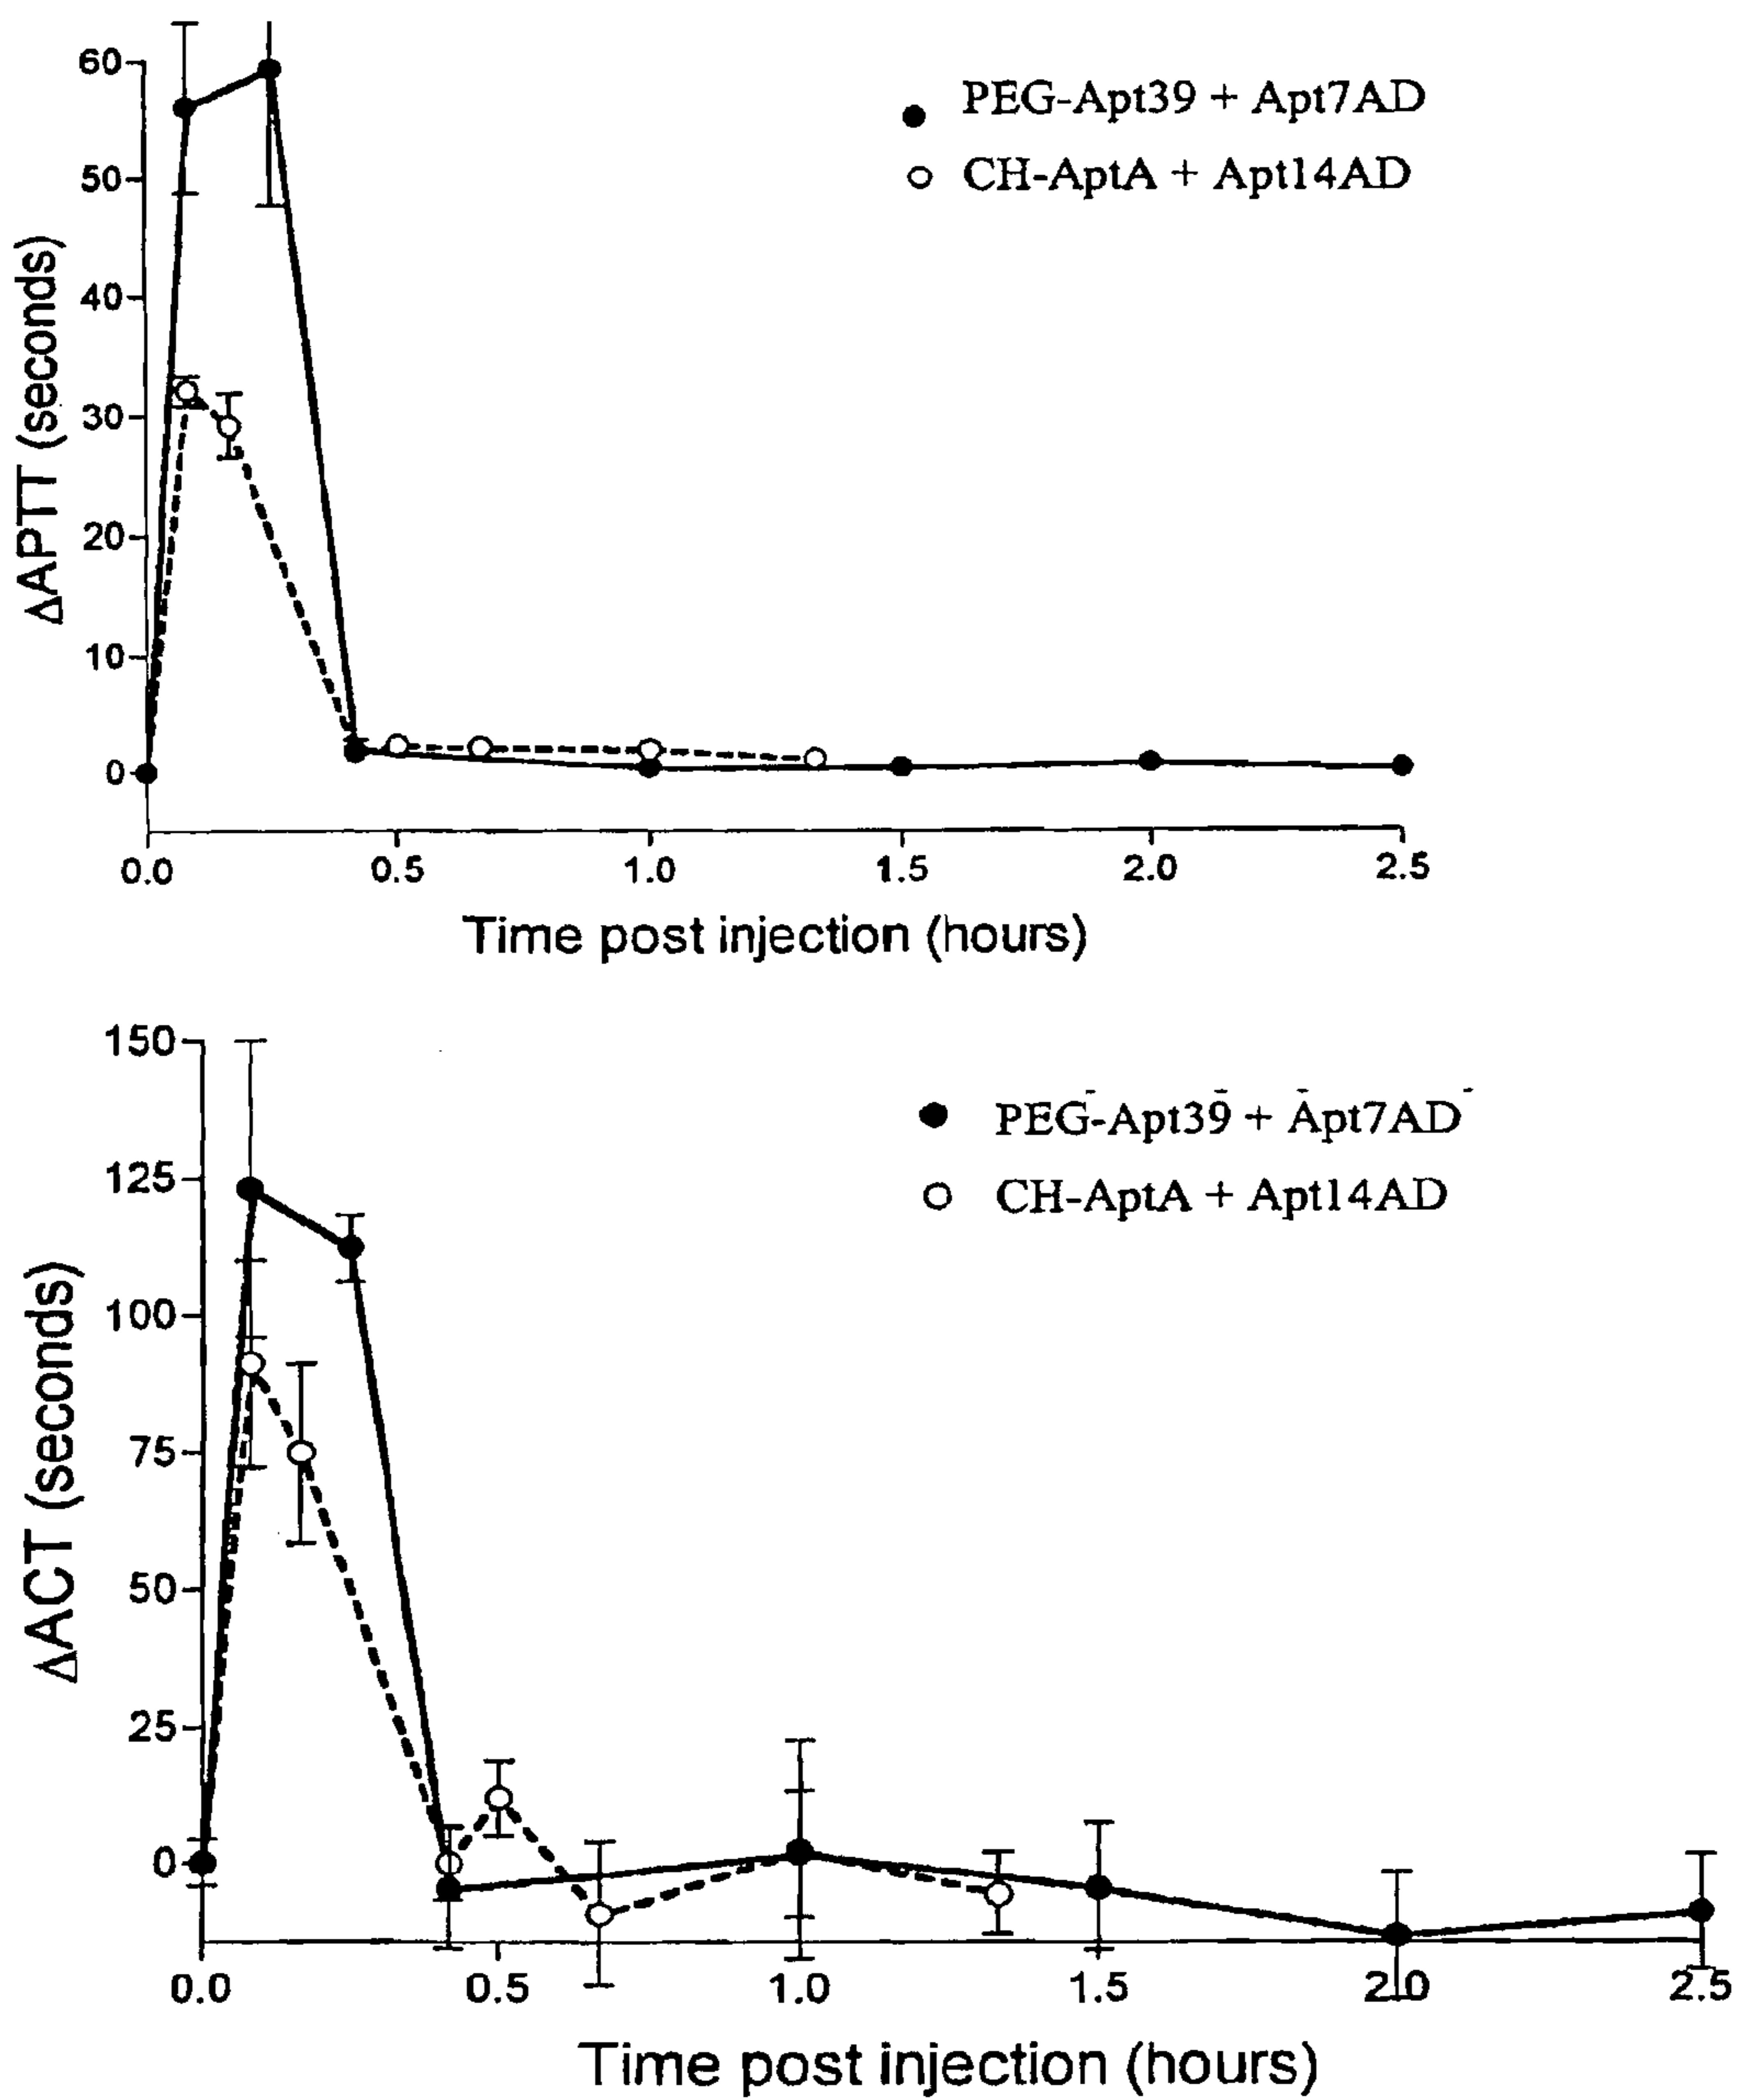 60
PEG-Apt39 + Apt7AD
50
CH-AptA + Apt14AD
40
ΔAPTT (seconds)
30
20
10
0
0.0 0.5 1.0 1.5 2.0 2.5
Time post injection (hours)
150
PEG-Apt39 + Apt7AD
125
CH-AptA + Apt14AD
100
ΔACT (seconds)
75
50
25
0
0.0 0.5 1.0 1.5 2.0 2.5
Time post injection (hours)